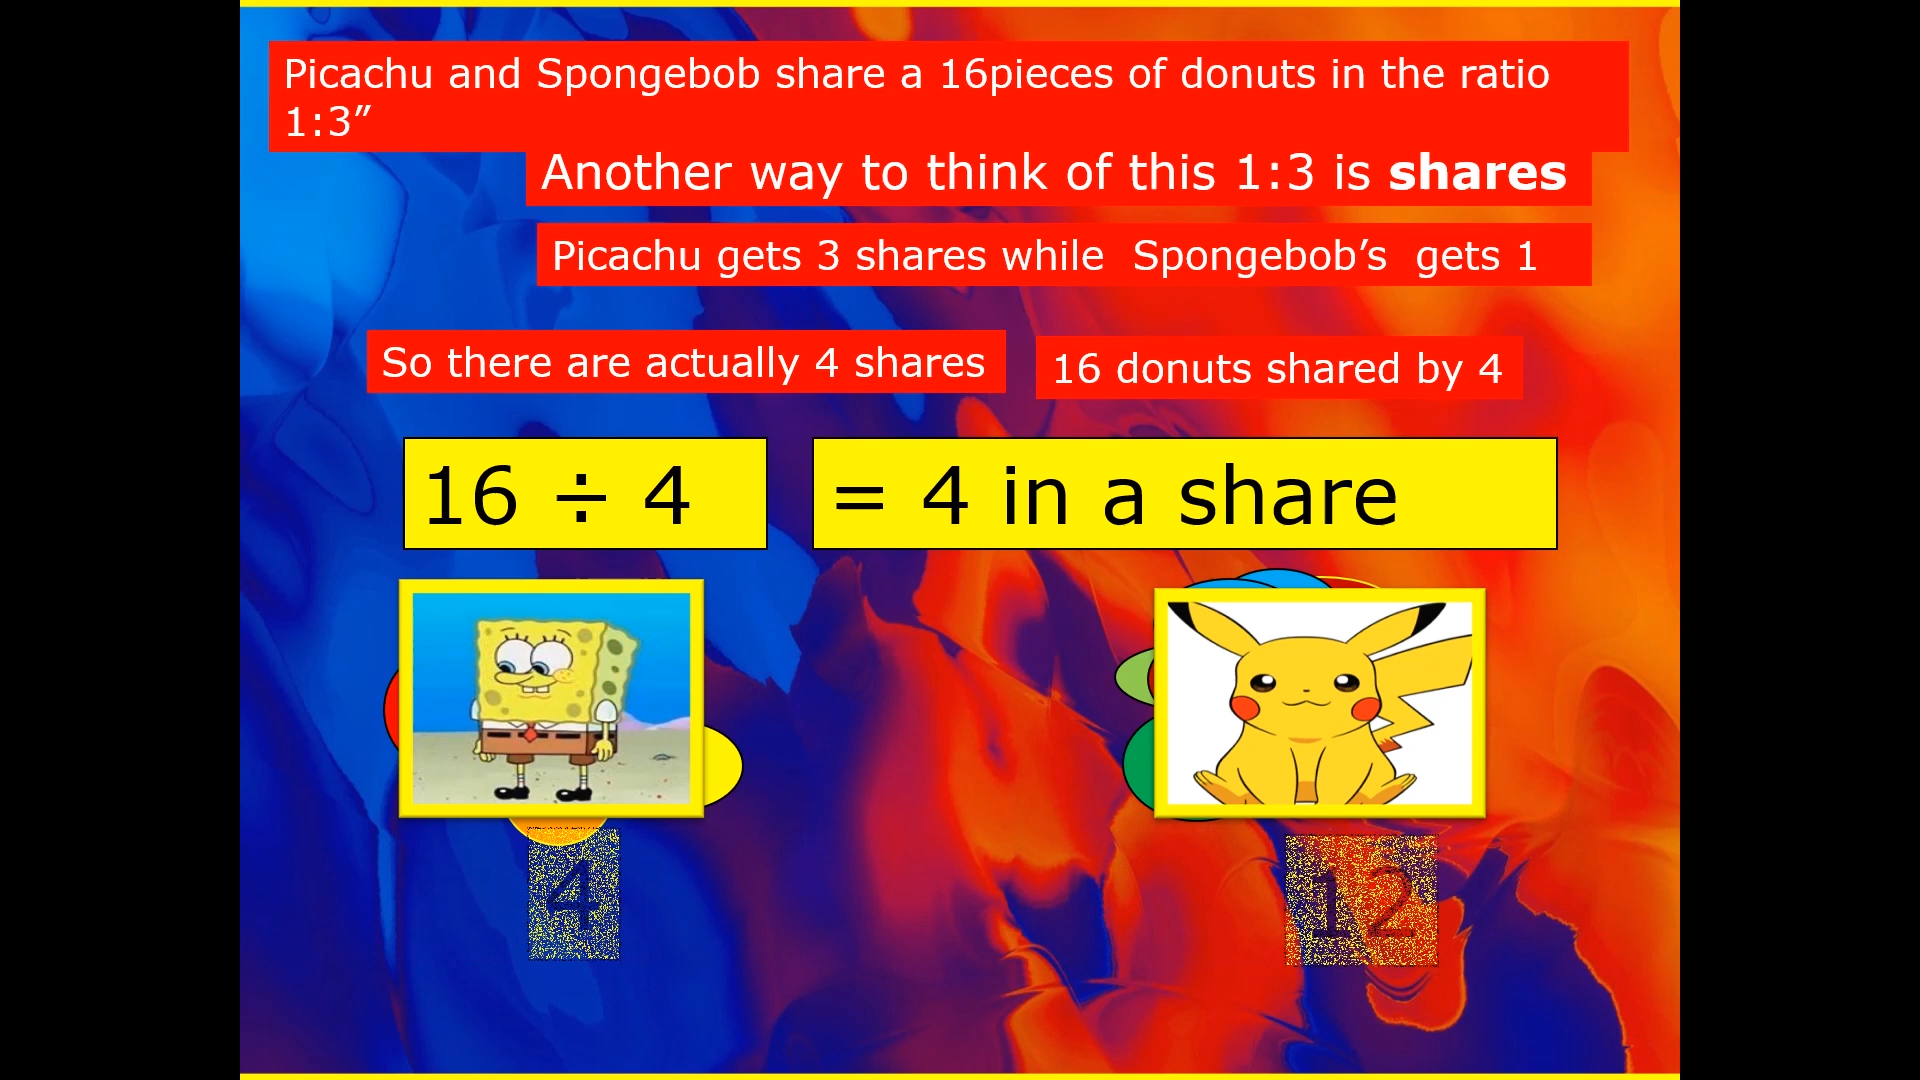 Picachu and Spongebob share a 16pieces of donuts in the ratio
1:3”
Another way to think of this 1:3 is shares
Picachu gets 3 shares while Spongebob’s gets 1
So there are actually 4 shares
16 donuts shared by 4
16 ÷ 4
= 4 in a share
4
12